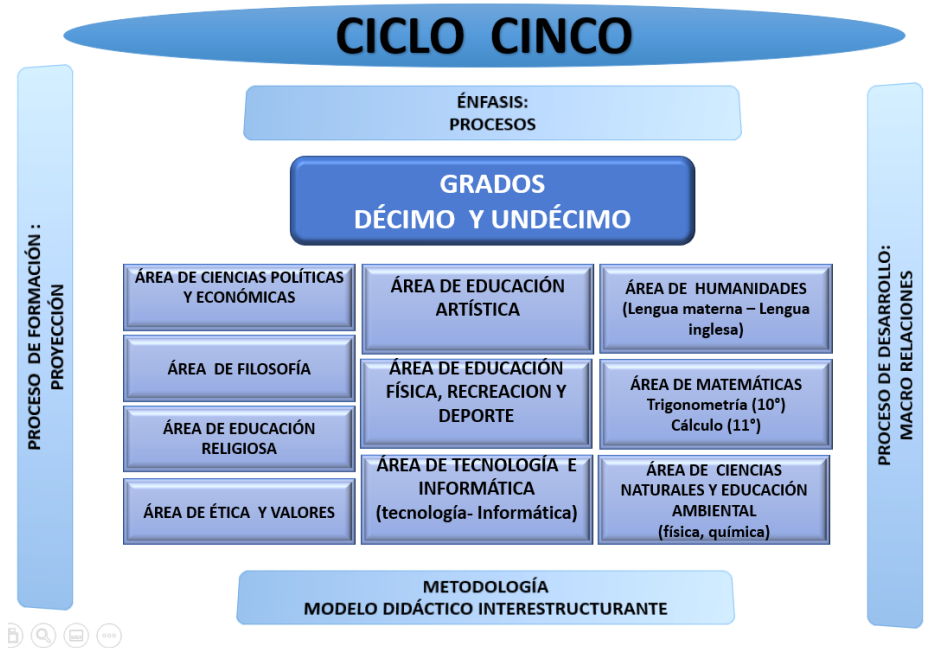 CICLO CINCO
ÉNFASIS:
PROCESOS
GRADOS
DÉCIMO Y UNDÉCIMO
PROCESO DE FORMACIÓN :
PROYECCIÓN
ÁREA DE CIENCIAS POLÍTICAS
Y ECONÓMICAS
ÁREA DE FILOSOFÍA
ÁREA DE EDUCACIÓN
RELIGIOSA
ÁREA DE ÉTICA Y VALORES
ÁREA DE EDUCACIÓN
ARTÍSTICA
ÁREA DE EDUCACIÓN
FÍSICA, RECREACION Y
DEPORTE
ÁREA DE TECNOLOGÍA E
INFORMÁTICA
(tecnología- Informática)
ÁREA DE HUMANIDADES
(Lengua materna – Lengua
inglesa)
ÁREA DE MATEMÁTICAS
Trigonometría (10°)
Cálculo (11°)
ÁREA DE CIENCIAS
NATURALES Y EDUCACIÓN
AMBIENTAL
(física, química)
PROCESO DE DESARROLLO:
MACRO RELACIONES
METODOLOGÍA
MODELO DIDÁCTICO INTERESTRUCTURANTE